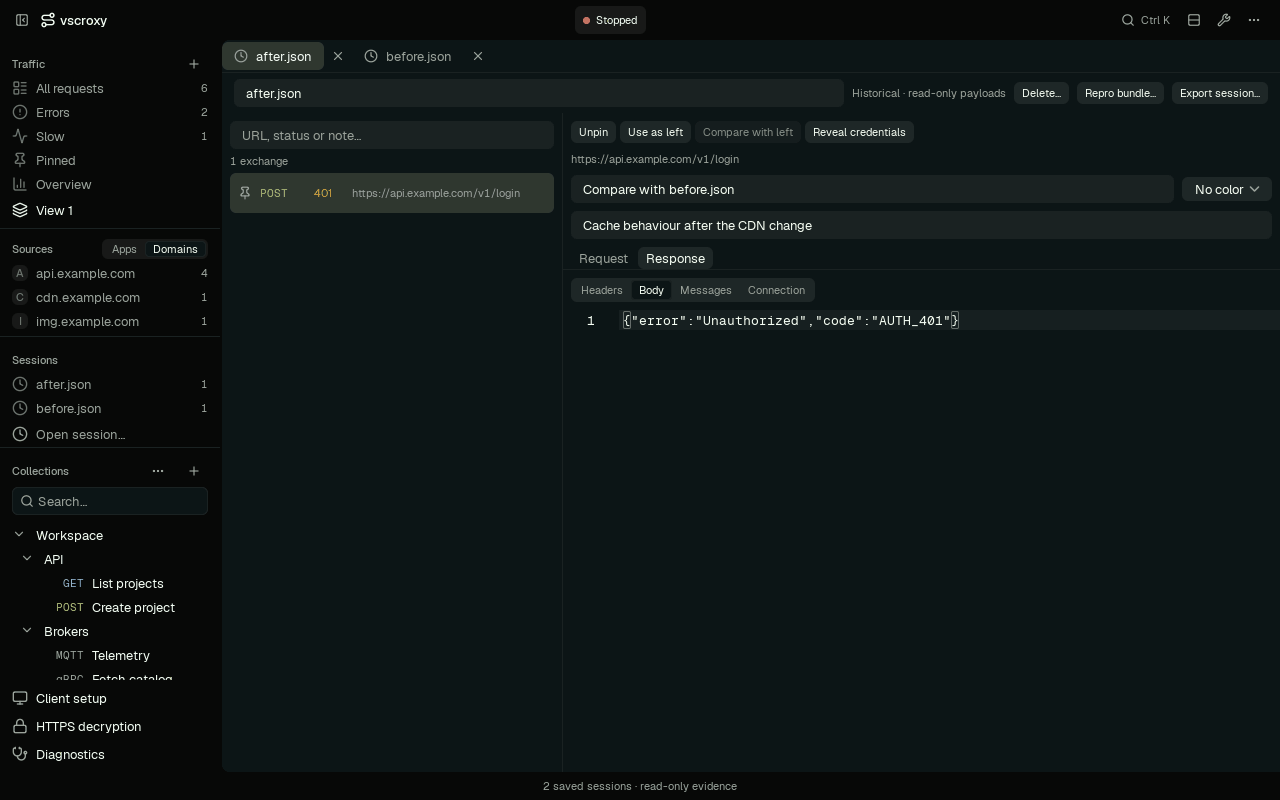 vscroxy
Stopped
Ctrl K
Traffic
All requests 6
Errors 2
Slow 1
Pinned
Overview
View 1
Sources Apps Domains
A api.example.com 4
C cdn.example.com 1
I img.example.com 1
Sessions
after.json 1
before.json 1
Open session…
Collections
Search…
Workspace
API
GET List projects
POST Create project
Brokers
MQTT Telemetry
gRPC Fetch catalog
Client setup
HTTPS decryption
Diagnostics
after.json before.json
after.json Historical · read-only payloads Delete… Repro bundle… Export session…
URL, status or note…
1 exchange
POST 401 https://api.example.com/v1/login
Unpin Use as left Compare with left Reveal credentials
https://api.example.com/v1/login
Compare with before.json No color
Cache behaviour after the CDN change
Request Response
Headers Body Messages Connection
1 {"error":"Unauthorized","code":"AUTH_401"}
2 saved sessions · read-only evidence